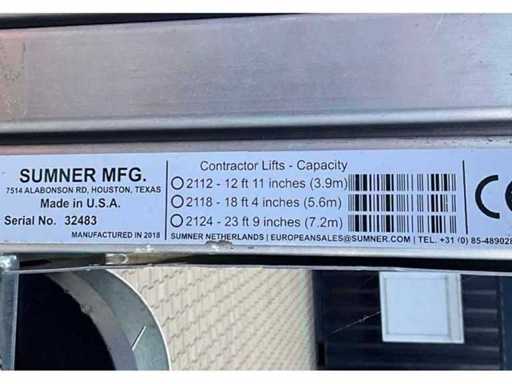 SUMNER MFG.
7514 ALABONSON RD, HOUSTON, TEXAS
Made in U.S.A.
Serial No. 32483
MANUFACTURED IN 2018
Contractor Lifts - Capacity
2112 - 12 ft 11 inches (3.9m)
2118 - 18 ft 4 inches (5.6m)
2124 - 23 ft 9 inches (7.2m)
SUMNER NETHERLANDS | EUROPEANSALES@SUMNER.COM | TEL. +31 (0) 85-489028
CE